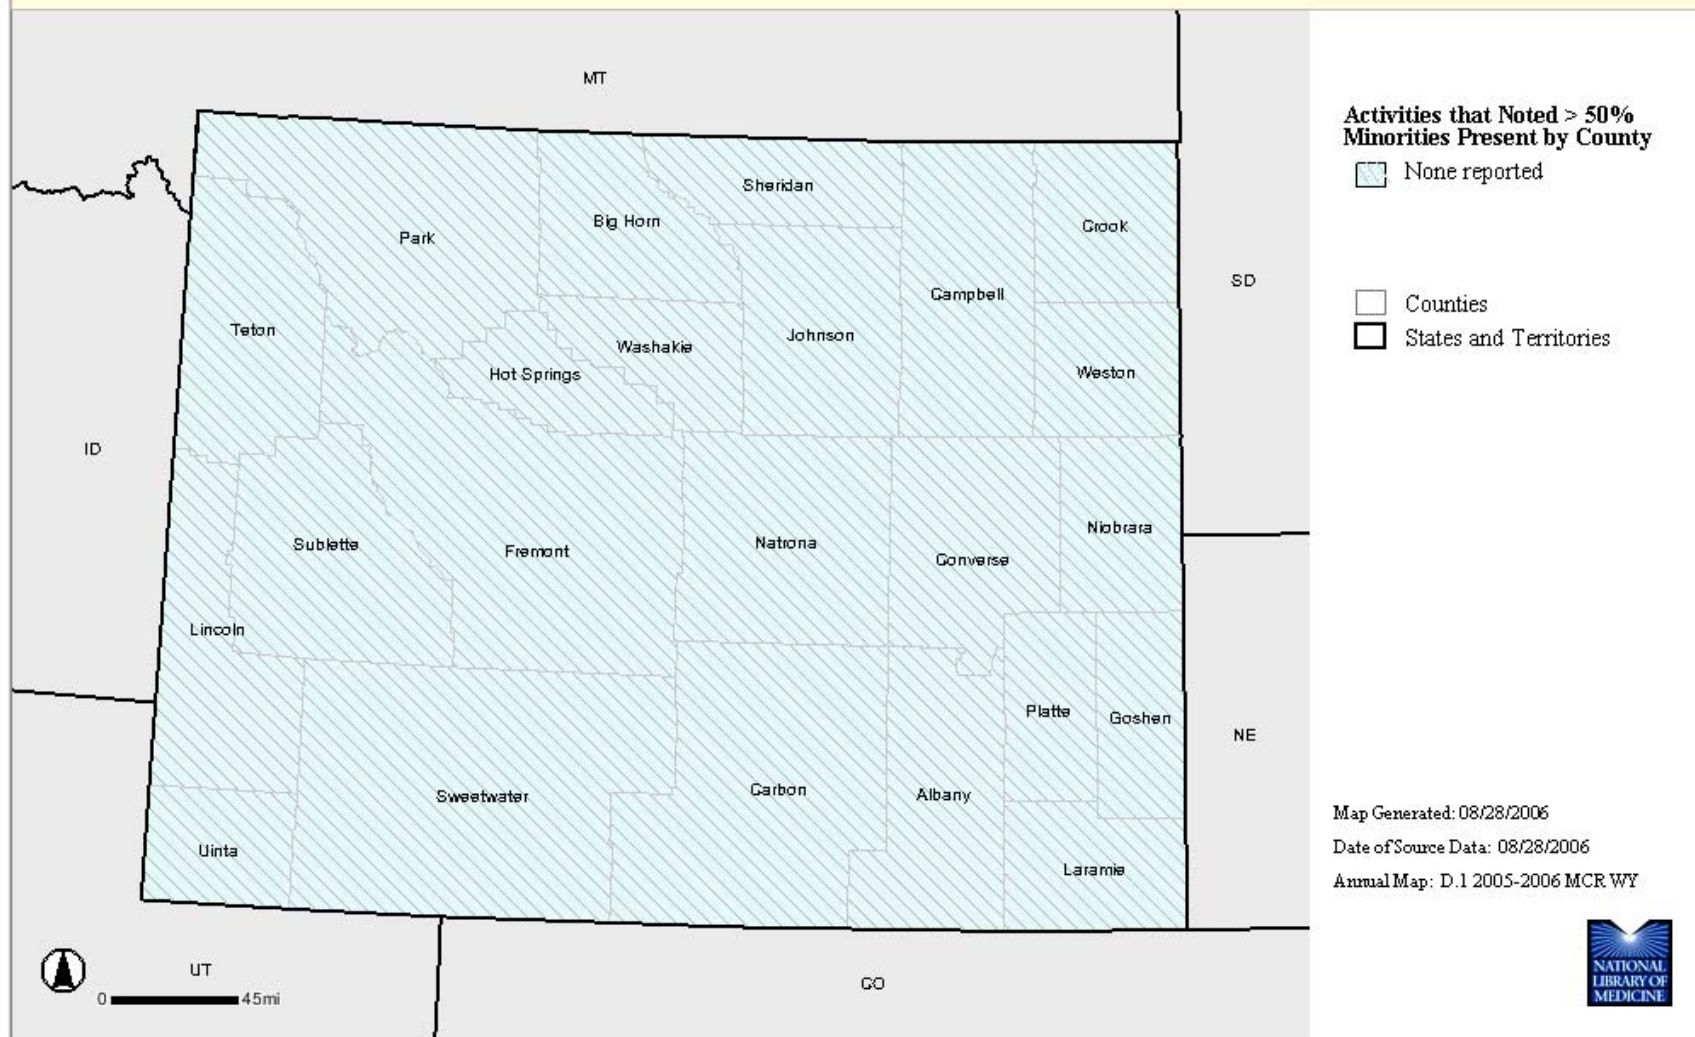 MT
Sheridan
Big Horn
Park
Crook
Campbell
SD
Teton
Johnson
Washakie
Hot Springs
Weston
ID
Niobrara
Sublette
Fremont
Natrona
Converse
Lincoln
Platte
Goshen
NE
Sweetwater
Carbon
Albany
Uinta
Laramie
UT
CO
0 45mi
Activities that Noted > 50%
Minorities Present by County
None reported
Counties
States and Territories
Map Generated: 08/28/2006
Date of Source Data: 08/28/2006
Annual Map: D.1 2005-2006 MCR WY
NATIONAL
LIBRARY OF
MEDICINE